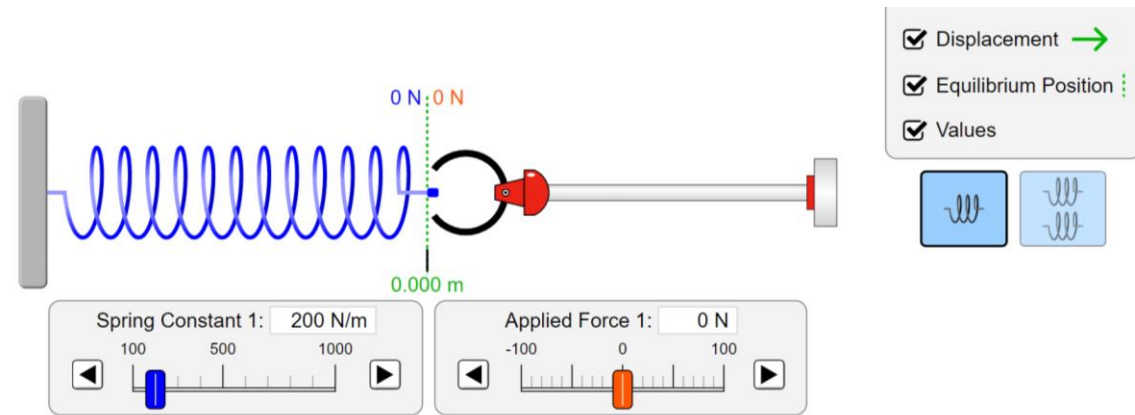 Displacement
Equilibrium Position
Values
0 N 0 N
0.000 m
Spring Constant 1: 200 N/m
100 500 1000
Applied Force 1: 0 N
-100 0 100